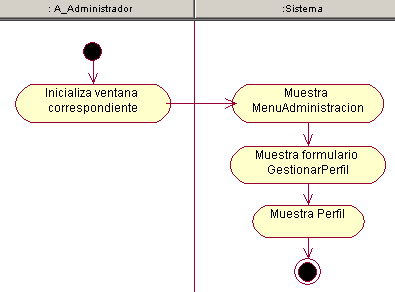 : A_Administrador
:Sistema
Inicializa ventana
correspondiente
Muestra
MenuAdministracion
Muestra formulario
GestionarPerfil
Muestra Perfil